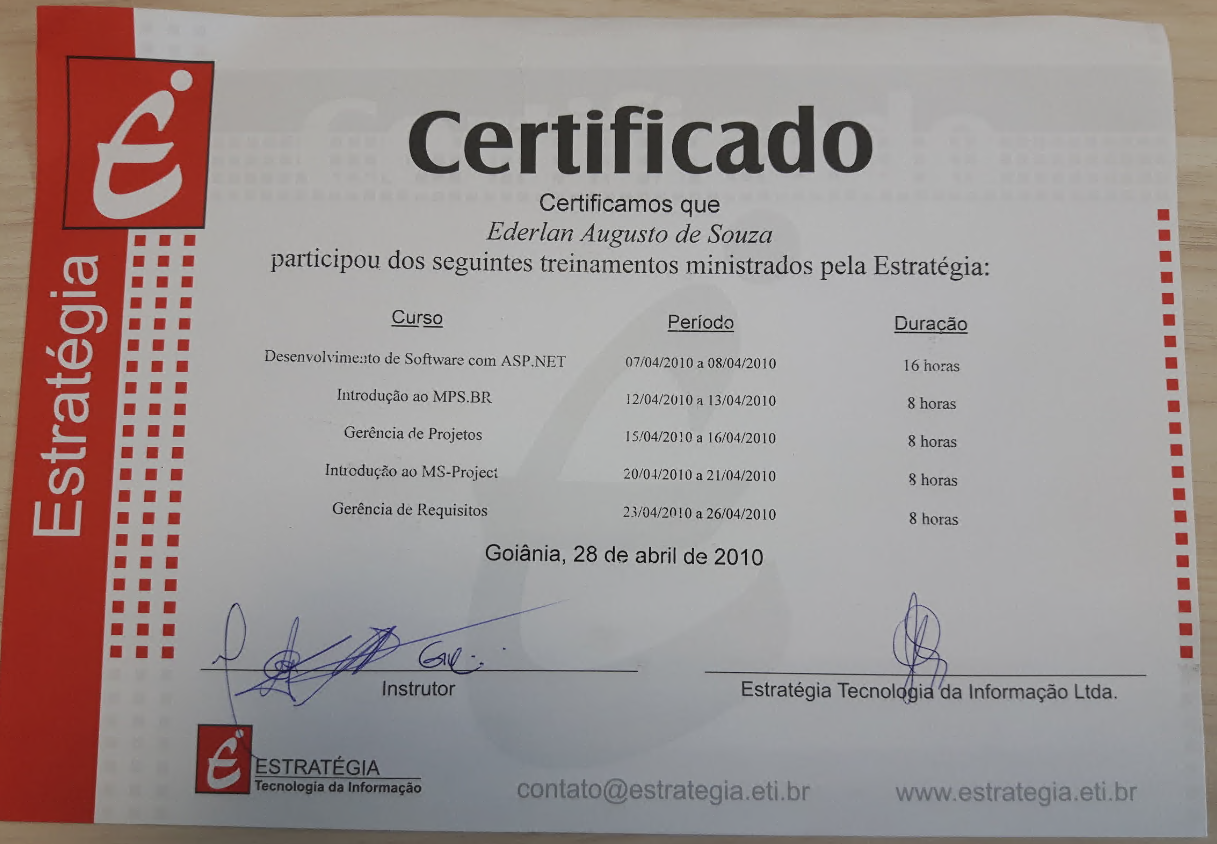 Certificado
Certificamos que
Ederlan Augusto de Souza
participou dos seguintes treinamentos ministrados pela Estratégia:
Curso Período Duração
Desenvolvimento de Software com ASP.NET 07/04/2010 a 08/04/2010 16 horas
Introdução ao MPS.BR 12/04/2010 a 13/04/2010 8 horas
Gerência de Projetos 15/04/2010 a 16/04/2010 8 horas
Introdução ao MS-Project 20/04/2010 a 21/04/2010 8 horas
Gerência de Requisitos 23/04/2010 a 26/04/2010 8 horas
Goiânia, 28 de abril de 2010
Instrutor
Estratégia Tecnologia da Informação Ltda.
ESTRATÉGIA
Tecnologia da Informação
contato@estrategia.eti.br
www.estrategia.eti.br
Estratégia